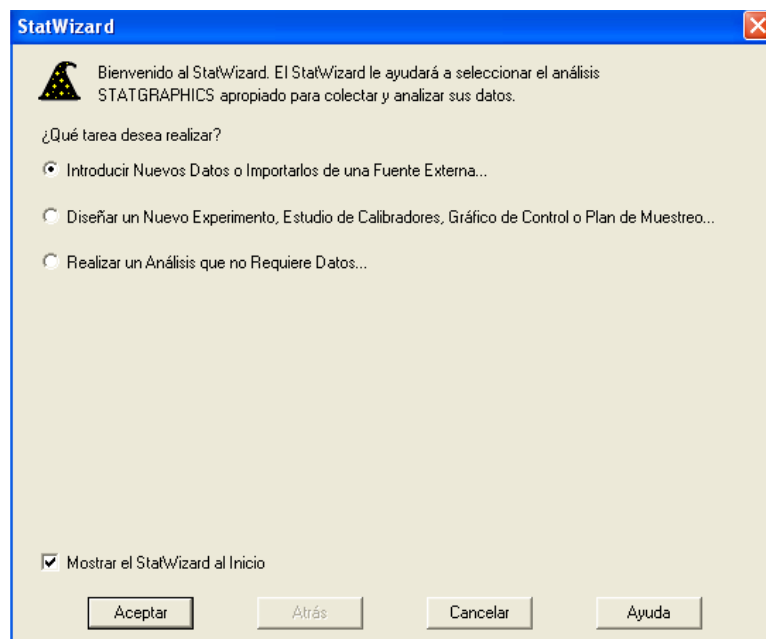 StatWizard
Bienvenido al StatWizard. El StatWizard le ayudará a seleccionar el análisis
STATGRAPHICS apropiado para colectar y analizar sus datos.
¿Qué tarea desea realizar?
Introducir Nuevos Datos o Importarlos de una Fuente Externa...
Diseñar un Nuevo Experimento, Estudio de Calibradores, Gráfico de Control o Plan de Muestreo...
Realizar un Análisis que no Requiere Datos...
Mostrar el StatWizard al Inicio
Aceptar Atrás Cancelar Ayuda